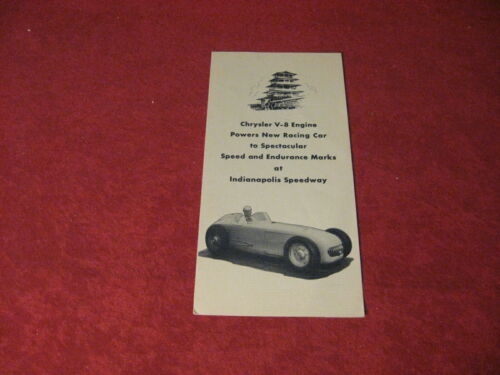 Chrysler V-8 Engine
Powers New Racing Car
to Spectacular
Speed and Endurance Marks
at
Indianapolis Speedway